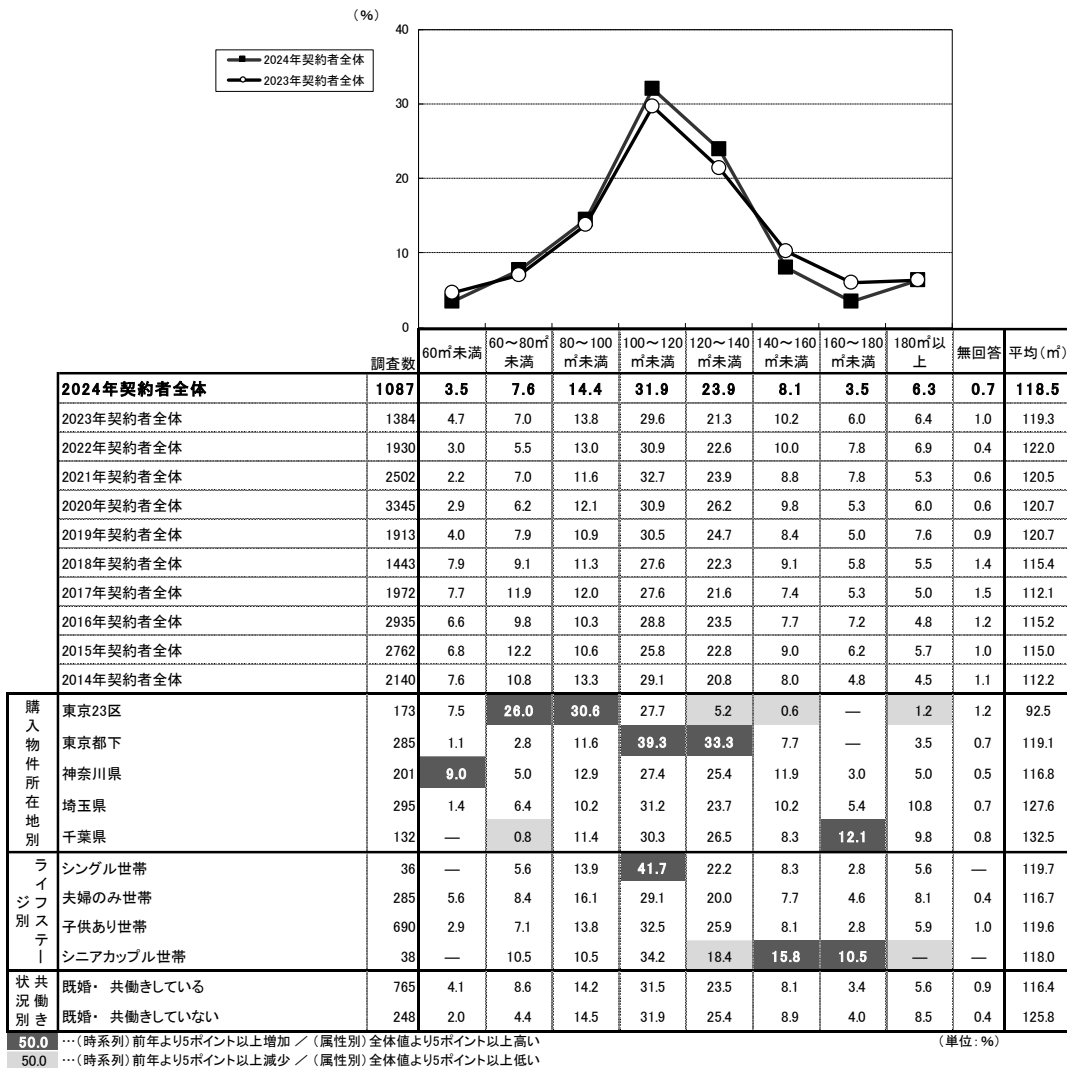 (%)
40
30
20
10
0
2024年契約者全体
2023年契約者全体
調査数 60㎡未満 60～80㎡未満 80～100㎡未満 100～120㎡未満 120～140㎡未満 140～160㎡未満 160～180㎡未満 180㎡以上 無回答 平均(㎡)
2024年契約者全体 1087 3.5 7.6 14.4 31.9 23.9 8.1 3.5 6.3 0.7 118.5
2023年契約者全体 1384 4.7 7.0 13.8 29.6 21.3 10.2 6.0 6.4 1.0 119.3
2022年契約者全体 1930 3.0 5.5 13.0 30.9 22.6 10.0 7.8 6.9 0.4 122.0
2021年契約者全体 2502 2.2 7.0 11.6 32.7 23.9 8.8 7.8 5.3 0.6 120.5
2020年契約者全体 3345 2.9 6.2 12.1 30.9 26.2 9.8 5.3 6.0 0.6 120.7
2019年契約者全体 1913 4.0 7.9 10.9 30.5 24.7 8.4 5.0 7.6 0.9 120.7
2018年契約者全体 1443 7.9 9.1 11.3 27.6 22.3 9.1 5.8 5.5 1.4 115.4
2017年契約者全体 1972 7.7 11.9 12.0 27.6 21.6 7.4 5.3 5.0 1.5 112.1
2016年契約者全体 2935 6.6 9.8 10.3 28.8 23.5 7.7 7.2 4.8 1.2 115.2
2015年契約者全体 2762 6.8 12.2 10.6 25.8 22.8 9.0 6.2 5.7 1.0 115.0
2014年契約者全体 2140 7.6 10.8 13.3 29.1 20.8 8.0 4.8 4.5 1.1 112.2
購入物件所在地別
東京23区 173 7.5 26.0 30.6 27.7 5.2 0.6 ― 1.2 1.2 92.5
東京都下 285 1.1 2.8 11.6 39.3 33.3 7.7 ― 3.5 0.7 119.1
神奈川県 201 9.0 5.0 12.9 27.4 25.4 11.9 3.0 5.0 0.5 116.8
埼玉県 295 1.4 6.4 10.2 31.2 23.7 10.2 5.4 10.8 0.7 127.6
千葉県 132 ― 0.8 11.4 30.3 26.5 8.3 12.1 9.8 0.8 132.5
ライフステージ別
シングル世帯 36 ― 5.6 13.9 41.7 22.2 8.3 2.8 5.6 ― 119.7
夫婦のみ世帯 285 5.6 8.4 16.1 29.1 20.0 7.7 4.6 8.1 0.4 116.7
子供あり世帯 690 2.9 7.1 13.8 32.5 25.9 8.1 2.8 5.9 1.0 119.6
シニアカップル世帯 38 ― 10.5 10.5 34.2 18.4 15.8 10.5 ― ― 118.0
共働き状況別
既婚・ 共働きしている 765 4.1 8.6 14.2 31.5 23.5 8.1 3.4 5.6 0.9 116.4
既婚・ 共働きしていない 248 2.0 4.4 14.5 31.9 25.4 8.9 4.0 8.5 0.4 125.8
50.0 …(時系列)前年より5ポイント以上増加 ／ (属性別)全体値より5ポイント以上高い (単位：%)
50.0 …(時系列)前年より5ポイント以上減少 ／ (属性別)全体値より5ポイント以上低い